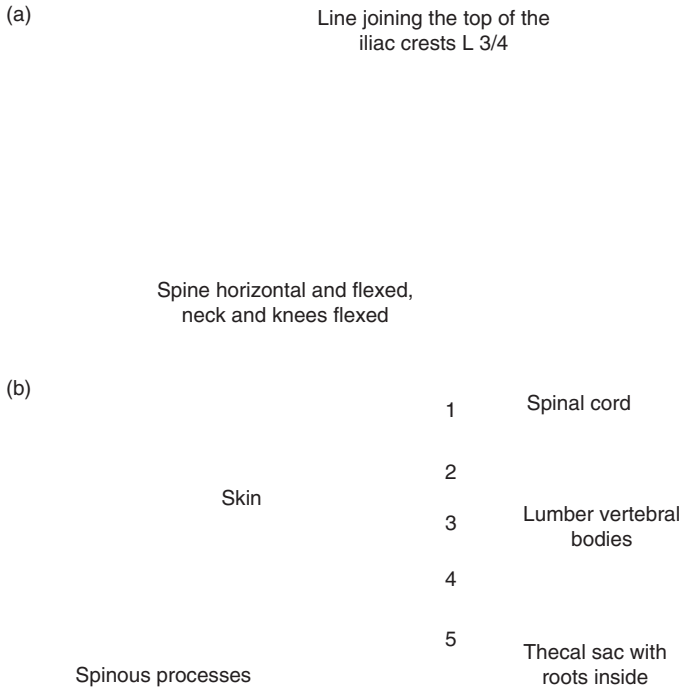 (a)
Line joining the top of the
iliac crests L 3/4
Spine horizontal and flexed,
neck and knees flexed
(b)
1
Spinal cord
2
Skin
3
Lumber vertebral
bodies
4
5
Thecal sac with
roots inside
Spinous processes